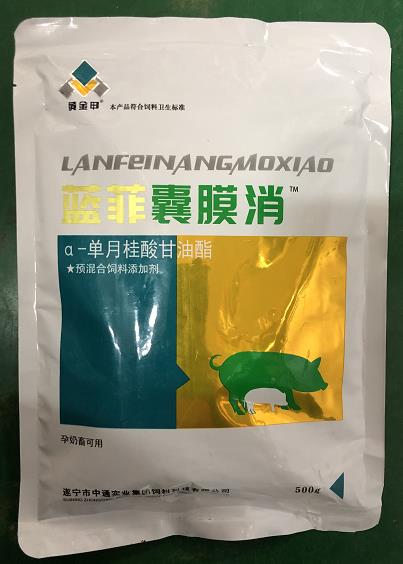 黄金甲®
本产品符合饲料卫生标准
LANFEINANGMOXIAO
蓝菲囊膜消™
α-单月桂酸甘油酯
★预混合饲料添加剂
孕奶畜可用
遂宁市中通实业集团饲料科技有限公司
500g